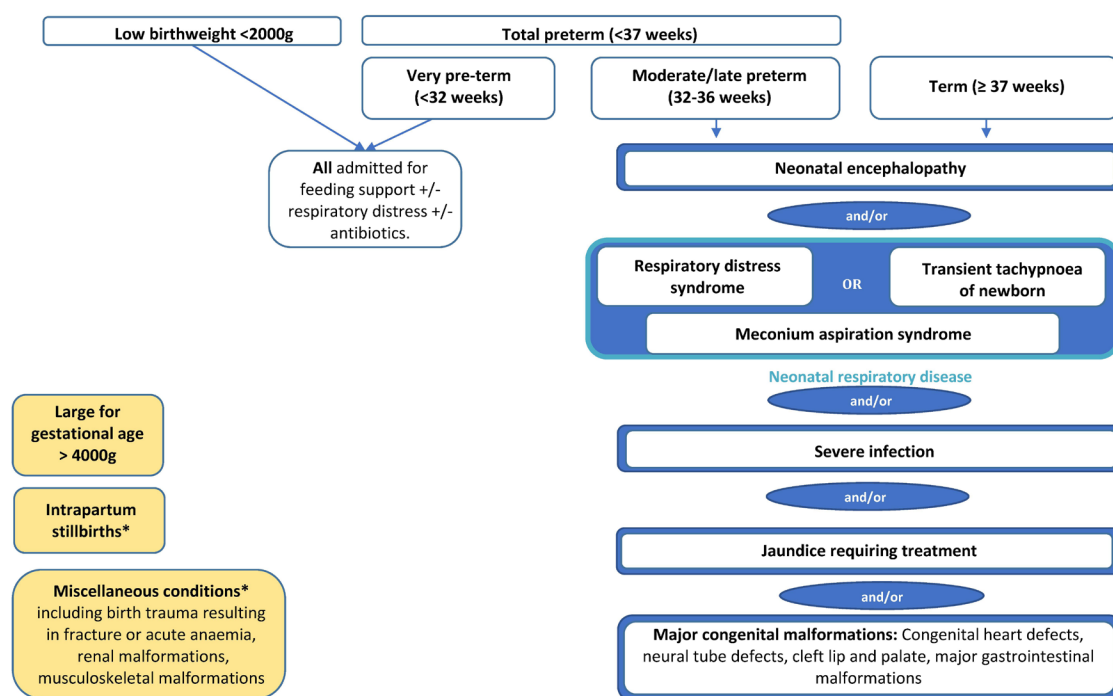 Low birthweight <2000g
Total preterm (<37 weeks)
Very pre-term
(<32 weeks)
Moderate/late preterm
(32-36 weeks)
Term (≥ 37 weeks)
All admitted for
feeding support +/-
respiratory distress +/-
antibiotics.
Neonatal encephalopathy
and/or
Respiratory distress
syndrome
OR
Transient tachypnoea
of newborn
Meconium aspiration syndrome
Neonatal respiratory disease
and/or
Severe infection
and/or
Jaundice requiring treatment
and/or
Major congenital malformations: Congenital heart defects,
neural tube defects, cleft lip and palate, major gastrointestinal
malformations
Large for
gestational age
> 4000g
Intrapartum
stillbirths*
Miscellaneous conditions*
including birth trauma resulting
in fracture or acute anaemia,
renal malformations,
musculoskeletal malformations